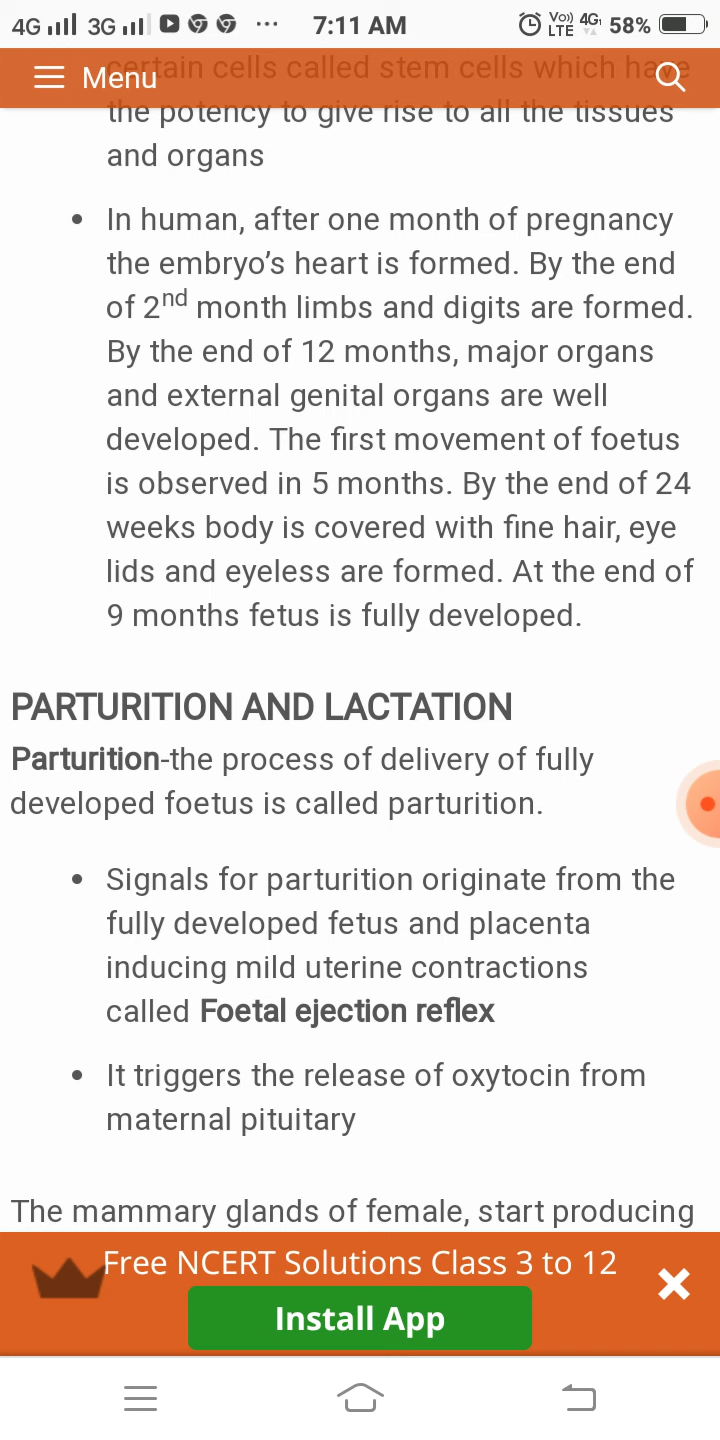 4G 3G ... 7:11 AM Vo)) LTE 4G 58%
certain cells called stem cells which have
Menu
the potency to give rise to all the tissues
and organs
• In human, after one month of pregnancy
the embryo’s heart is formed. By the end
of 2nd month limbs and digits are formed.
By the end of 12 months, major organs
and external genital organs are well
developed. The first movement of foetus
is observed in 5 months. By the end of 24
weeks body is covered with fine hair, eye
lids and eyeless are formed. At the end of
9 months fetus is fully developed.
PARTURITION AND LACTATION
Parturition-the process of delivery of fully
developed foetus is called parturition.
• Signals for parturition originate from the
fully developed fetus and placenta
inducing mild uterine contractions
called Foetal ejection reflex
• It triggers the release of oxytocin from
maternal pituitary
The mammary glands of female, start producing
Free NCERT Solutions Class 3 to 12
Install App